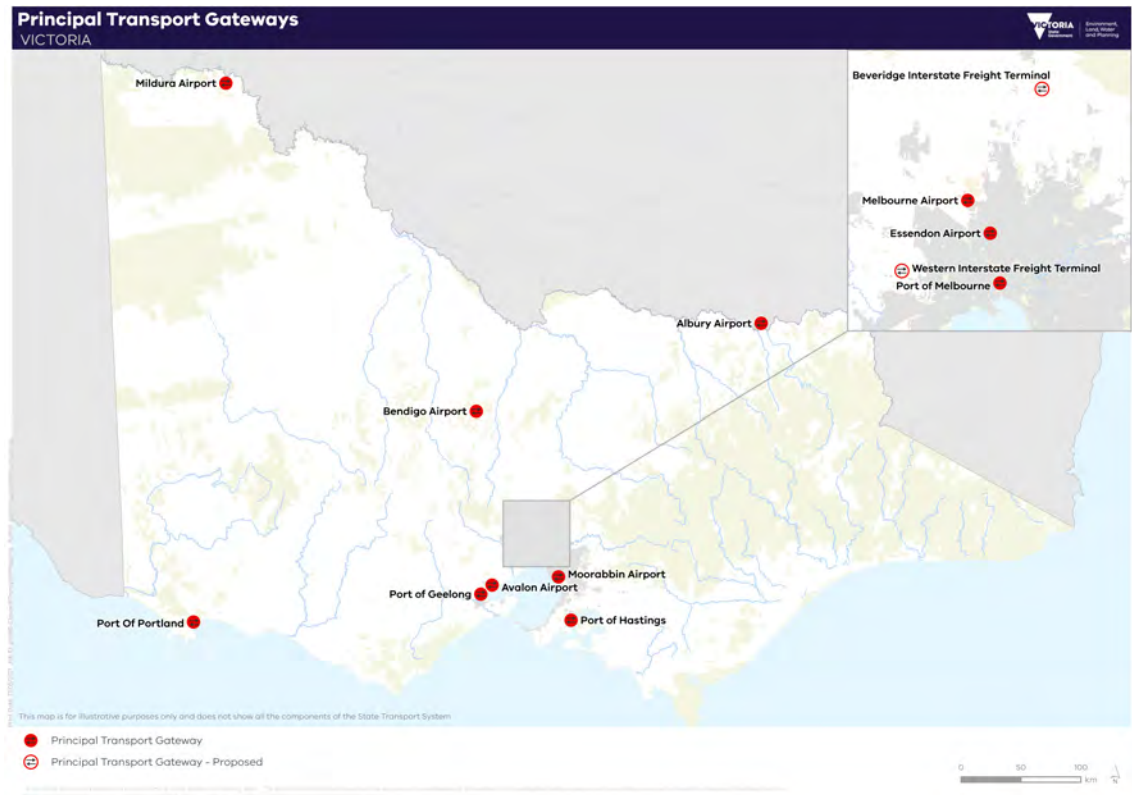 Principal Transport Gateways
VICTORIA
VICTORIA
State
Government
Environment,
Land, Water
and Planning
Mildura Airport
Beveridge Interstate Freight Terminal
Melbourne Airport
Essendon Airport
Western Interstate Freight Terminal
Port of Melbourne
Albury Airport
Bendigo Airport
Moorabbin Airport
Avalon Airport
Port of Geelong
Port of Hastings
Port Of Portland
This map is for illustrative purposes only and does not show all the components of the State Transport System
Principal Transport Gateway
Principal Transport Gateway - Proposed
0 50 100
km